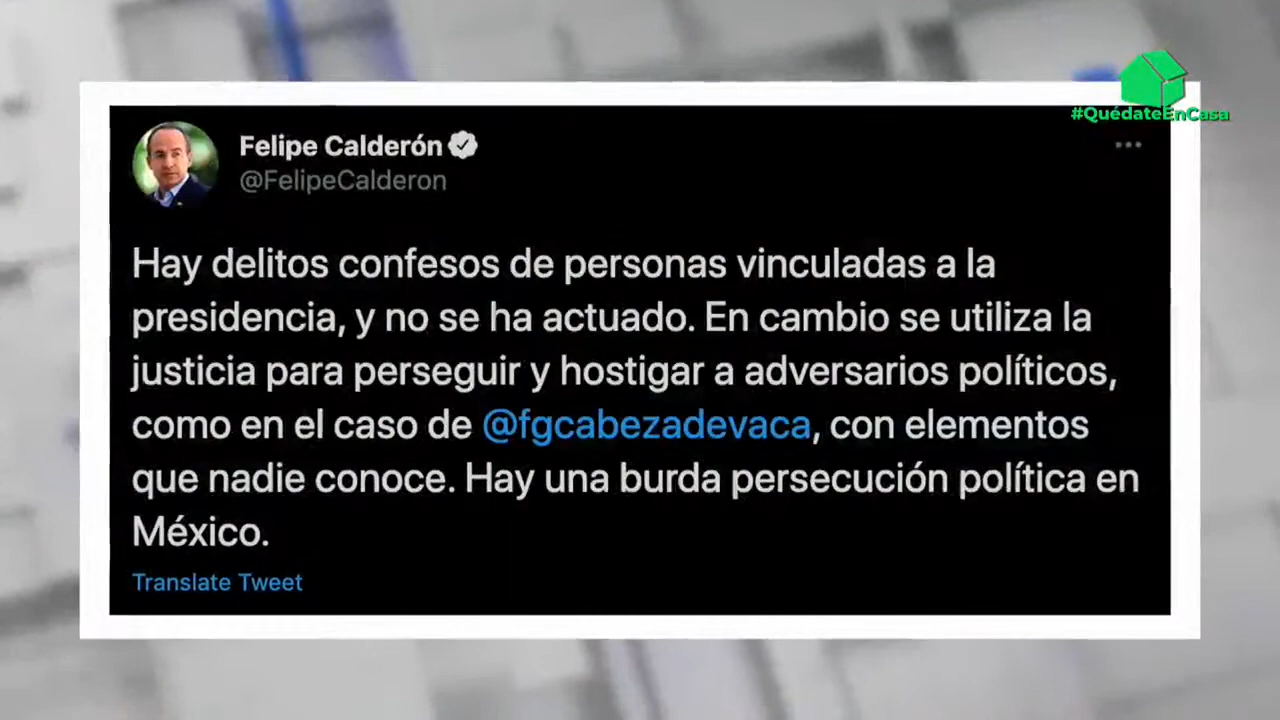 #QuédateEnCasa
Felipe Calderón
@FelipeCalderon
Hay delitos confesos de personas vinculadas a la
presidencia, y no se ha actuado. En cambio se utiliza la
justicia para perseguir y hostigar a adversarios políticos,
como en el caso de @fgcabezadevaca, con elementos
que nadie conoce. Hay una burda persecución política en
México.
Translate Tweet